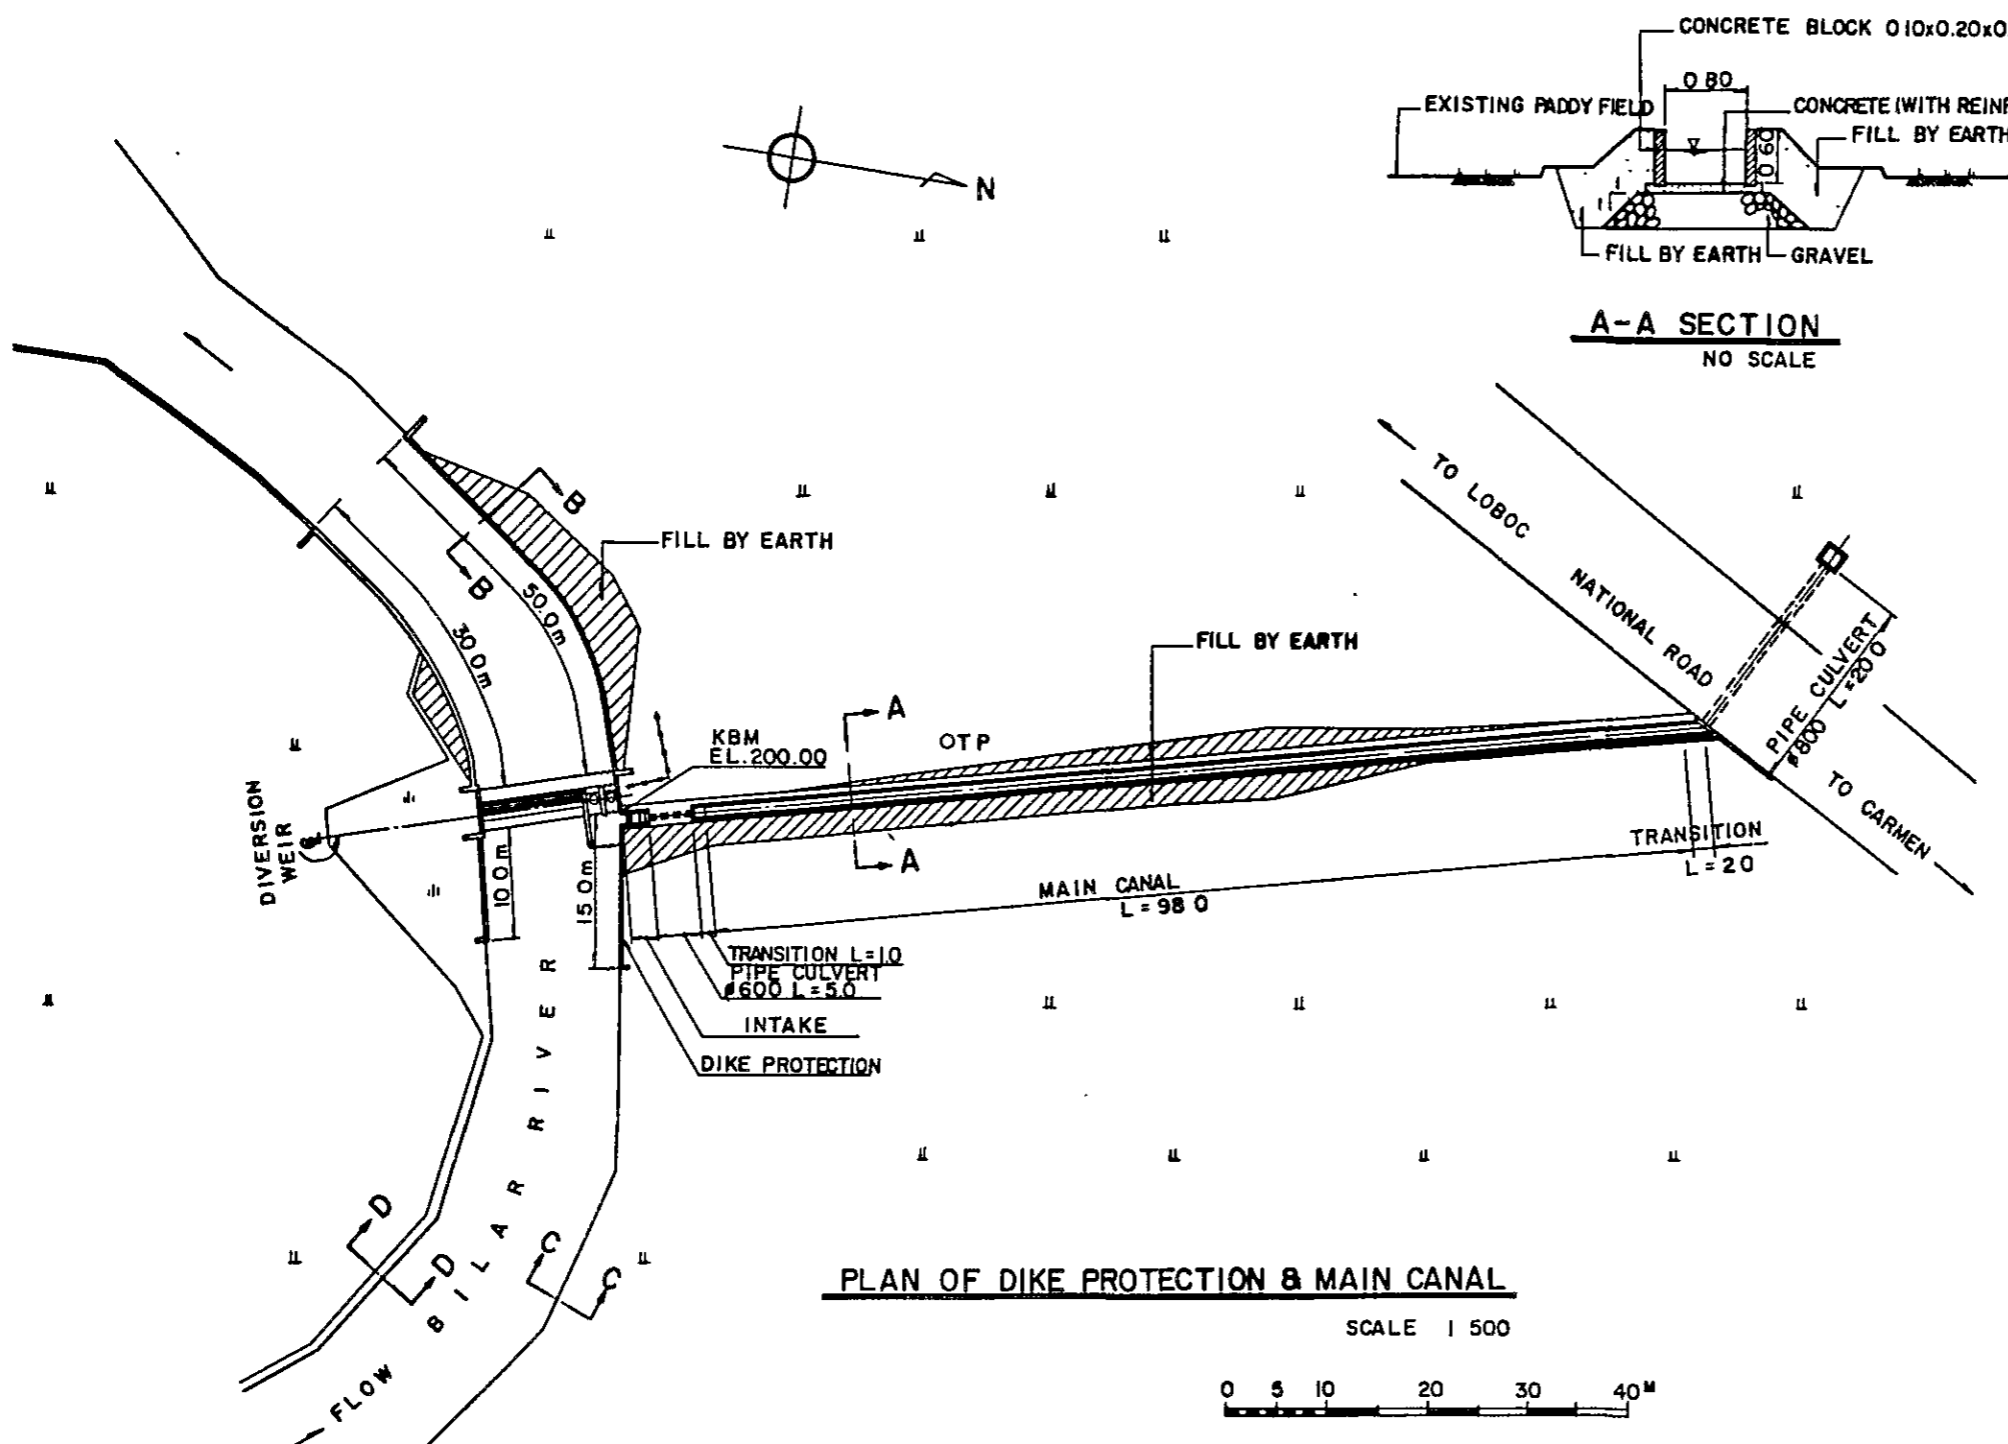 CONCRETE BLOCK 0.10x0.20x0.
0 80
EXISTING PADDY FIELD
CONCRETE (WITH REINF
FILL BY EARTH
0 60
FILL BY EARTH
GRAVEL
A-A SECTION
NO SCALE
N
TO LOBOC
NATIONAL ROAD
PIPE CULVERT
ø800 L=20 0
TO CARMEN
B
B
FILL BY EARTH
50.0m
30 0m
FILL BY EARTH
A
OTP
KBM
EL.200.00
DIVERSION
WEIR
A
10 0m
15 0m
MAIN CANAL
L = 98 0
TRANSITION
L = 2 0
TRANSITION L=1.0
PIPE CULVERT
ø600 L=5.0
INTAKE
DIKE PROTECTION
BILAR RIVER
FLOW
D
D
C
C
PLAN OF DIKE PROTECTION & MAIN CANAL
SCALE 1 500
0 5 10 20 30 40M